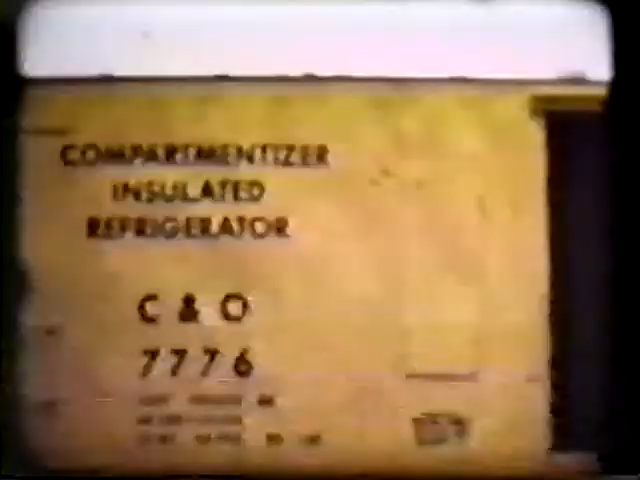 COMPARTMENTIZER
INSULATED
REFRIGERATOR
C & O
7776